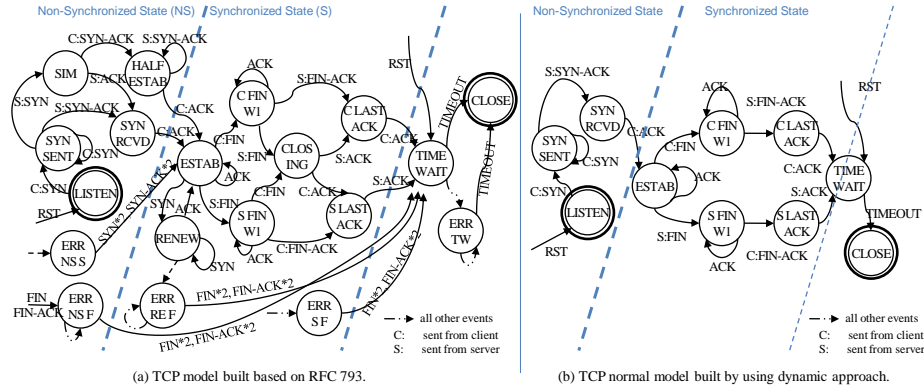 Non-Synchronized State (NS)
Synchronized State (S)
C:SYN-ACK
S:SYN-ACK
SIM
HALF
ESTAB
S:SYN
S:ACK
S:SYN-ACK
C:ACK
SYN
RCVD
C:ACK
SYN
SENT
C:SYN
C:SYN
LISTEN
RST
SYN*2, SYN-ACK*2
ERR
NS S
FIN
FIN-ACK
ERR
NS F
ACK
C FIN
W1
S:FIN-ACK
C LAST
ACK
C:FIN
S:FIN
CLOS
ING
S:ACK
C:ACK
ESTAB
ACK
C:FIN
C:ACK
S:ACK
SYN
ACK
S:FIN
S FIN
W1
S LAST
ACK
RENEW
SYN
ACK
C:FIN-ACK
ERR
RE F
FIN*2, FIN-ACK*2
FIN*2, FIN-ACK*2
ERR
S F
FIN*2, FIN-ACK*2
RST
TIME
WAIT
TIMEOUT
CLOSE
TIMEOUT
ERR
TW
all other events
C: sent from client
S: sent from server
(a) TCP model built based on RFC 793.
Non-Synchronized State
Synchronized State
S:SYN-ACK
SYN
RCVD
C:ACK
SYN
SENT
C:SYN
C:SYN
LISTEN
RST
ESTAB
ACK
C:FIN
ACK
C FIN
W1
S:FIN-ACK
C LAST
ACK
C:ACK
RST
TIME
WAIT
S:ACK
S:FIN
S FIN
W1
S LAST
ACK
ACK
C:FIN-ACK
TIMEOUT
CLOSE
all other events
C: sent from client
S: sent from server
(b) TCP normal model built by using dynamic approach.